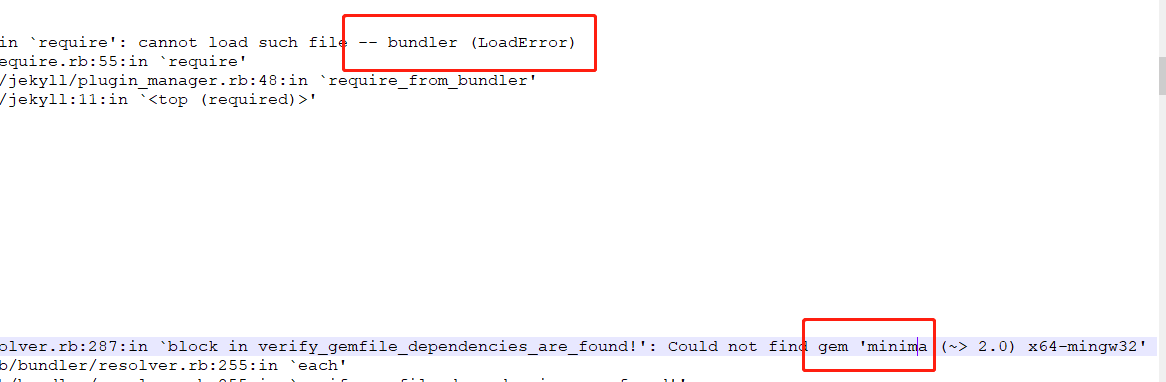 in `require': cannot load such file -- bundler (LoadError)
equire.rb:55:in `require'
/jekyll/plugin_manager.rb:48:in `require_from_bundler'
/jekyll:11:in `<top (required)>'
olver.rb:287:in `block in verify_gemfile_dependencies_are_found!': Could not find gem 'minima (~> 2.0) x64-mingw32'
b/bundler/resolver.rb:255:in `each'